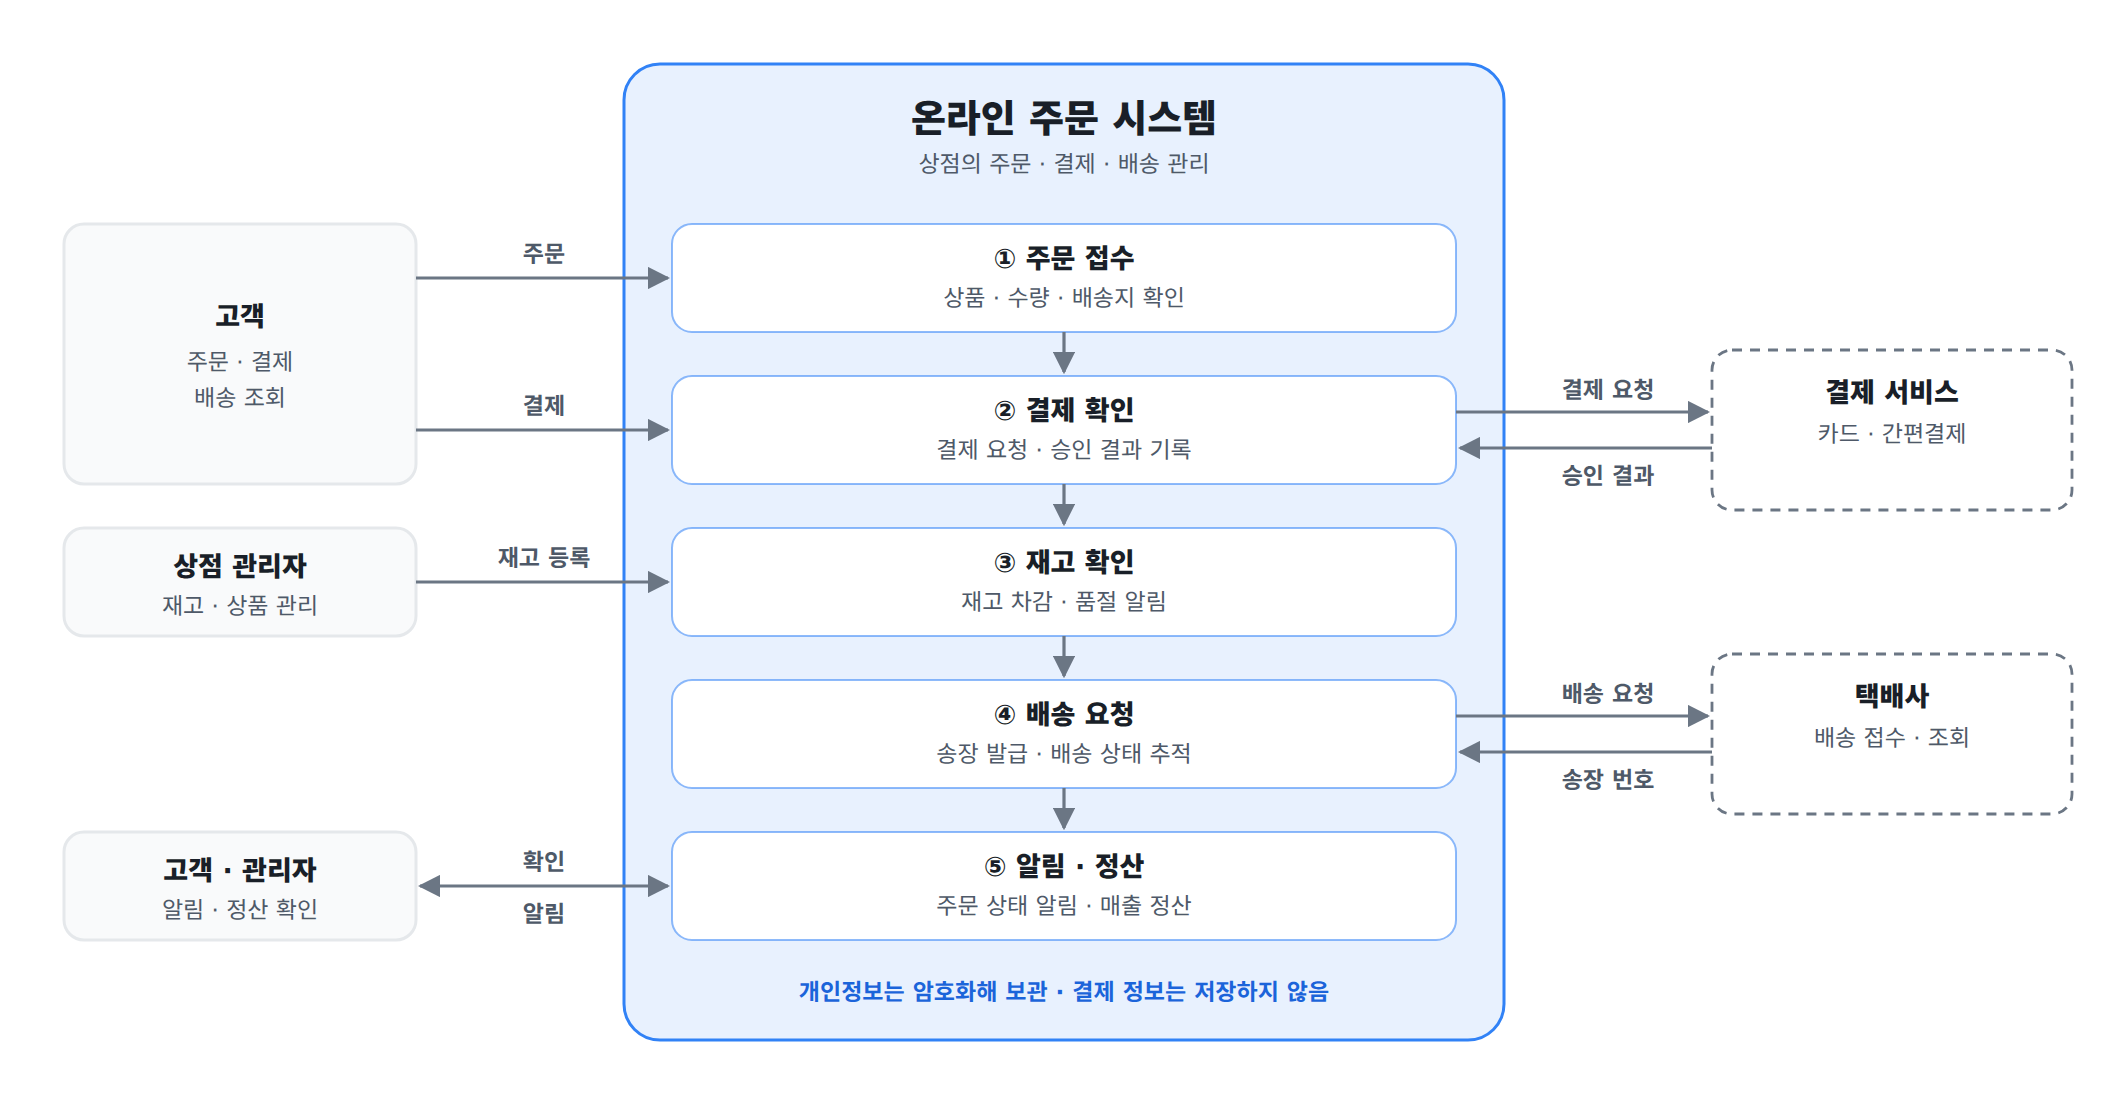 온라인 주문 시스템
상점의 주문 · 결제 · 배송 관리
고객
주문 · 결제
배송 조회
주문
결제
① 주문 접수
상품 · 수량 · 배송지 확인
② 결제 확인
결제 요청 · 승인 결과 기록
결제 요청
승인 결과
결제 서비스
카드 · 간편결제
상점 관리자
재고 · 상품 관리
재고 등록
③ 재고 확인
재고 차감 · 품절 알림
④ 배송 요청
송장 발급 · 배송 상태 추적
배송 요청
송장 번호
택배사
배송 접수 · 조회
고객 · 관리자
알림 · 정산 확인
확인
알림
⑤ 알림 · 정산
주문 상태 알림 · 매출 정산
개인정보는 암호화해 보관 · 결제 정보는 저장하지 않음